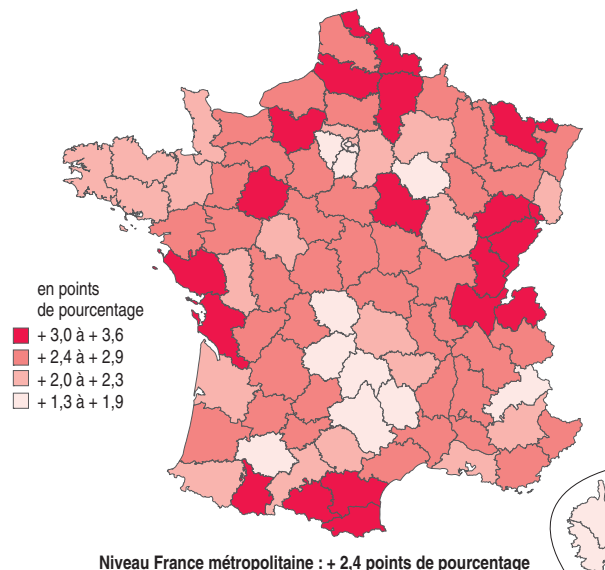 en points
de pourcentage
+ 3,0 à + 3,6
+ 2,4 à + 2,9
+ 2,0 à + 2,3
+ 1,3 à + 1,9
Niveau France métropolitaine : + 2,4 points de pourcentage